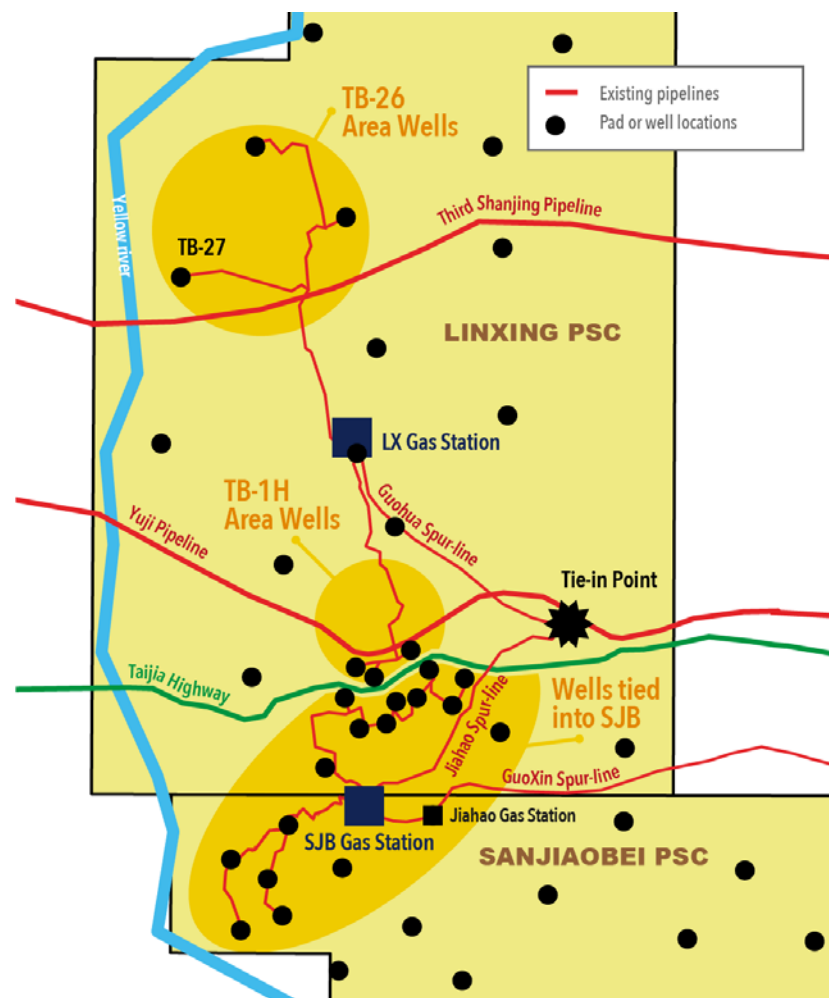 TB-26
Area Wells
Existing pipelines
Pad or well locations
Yellow river
TB-27
Third Shanjing Pipeline
LINXING PSC
LX Gas Station
TB-1H
Area Wells
Guohua Spur-line
Yuji Pipeline
Tie-in Point
Taijia Highway
Wells tied
into SJB
Jiahao Spur-line
GuoXin Spur-line
Jiahao Gas Station
SJB Gas Station
SANJIAOBEI PSC